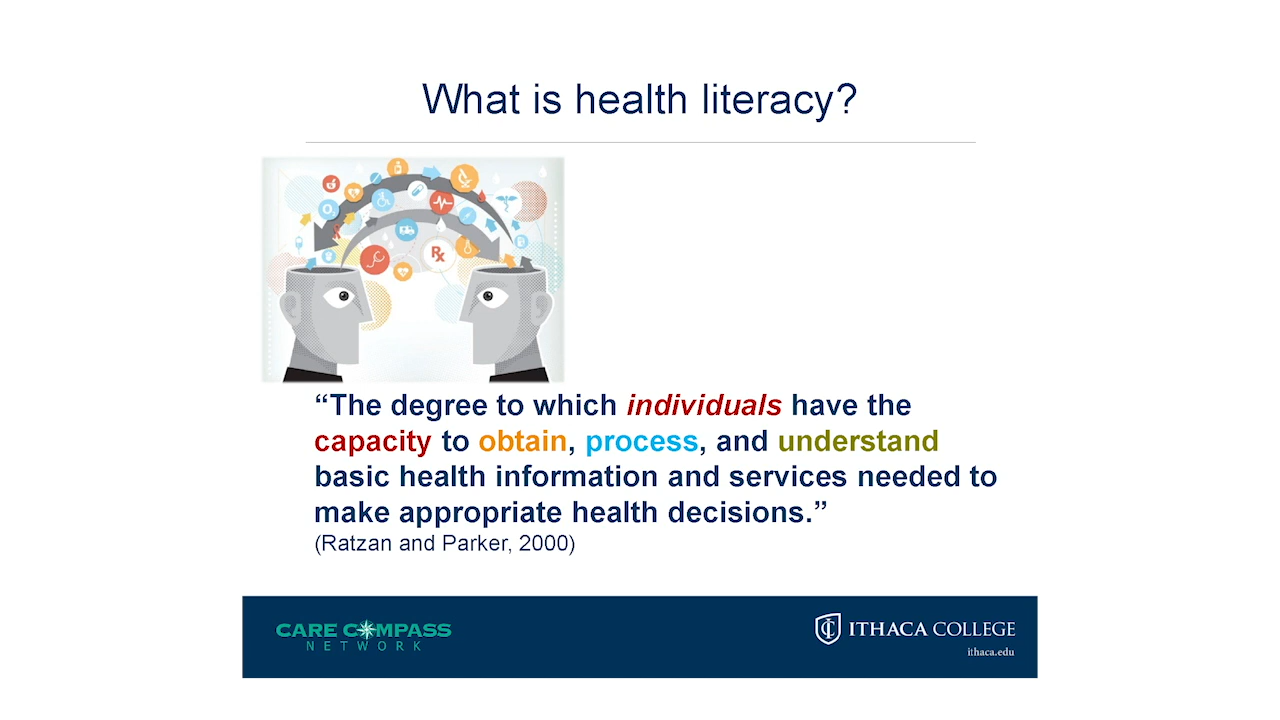 What is health literacy?
O₂
Rx
“The degree to which individuals have the
capacity to obtain, process, and understand
basic health information and services needed to
make appropriate health decisions.”
(Ratzan and Parker, 2000)
CARE COMPASS
NETWORK
ITHACA COLLEGE
ithaca.edu